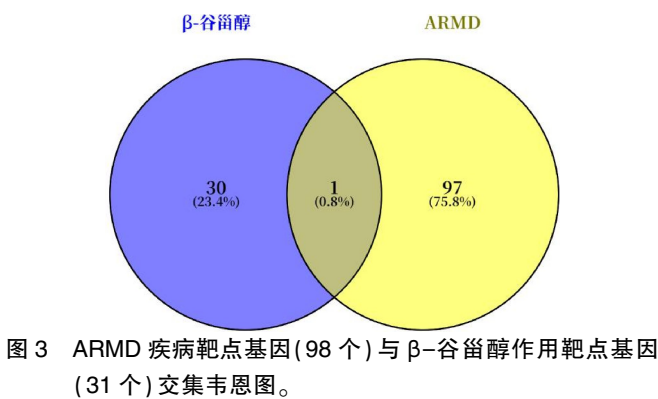 β-谷甾醇 ARMD
30 1 97
(23.4%) (0.8%) (75.8%)
图 3 ARMD 疾病靶点基因(98 个)与 β-谷甾醇作用靶点基因
(31 个)交集韦恩图。